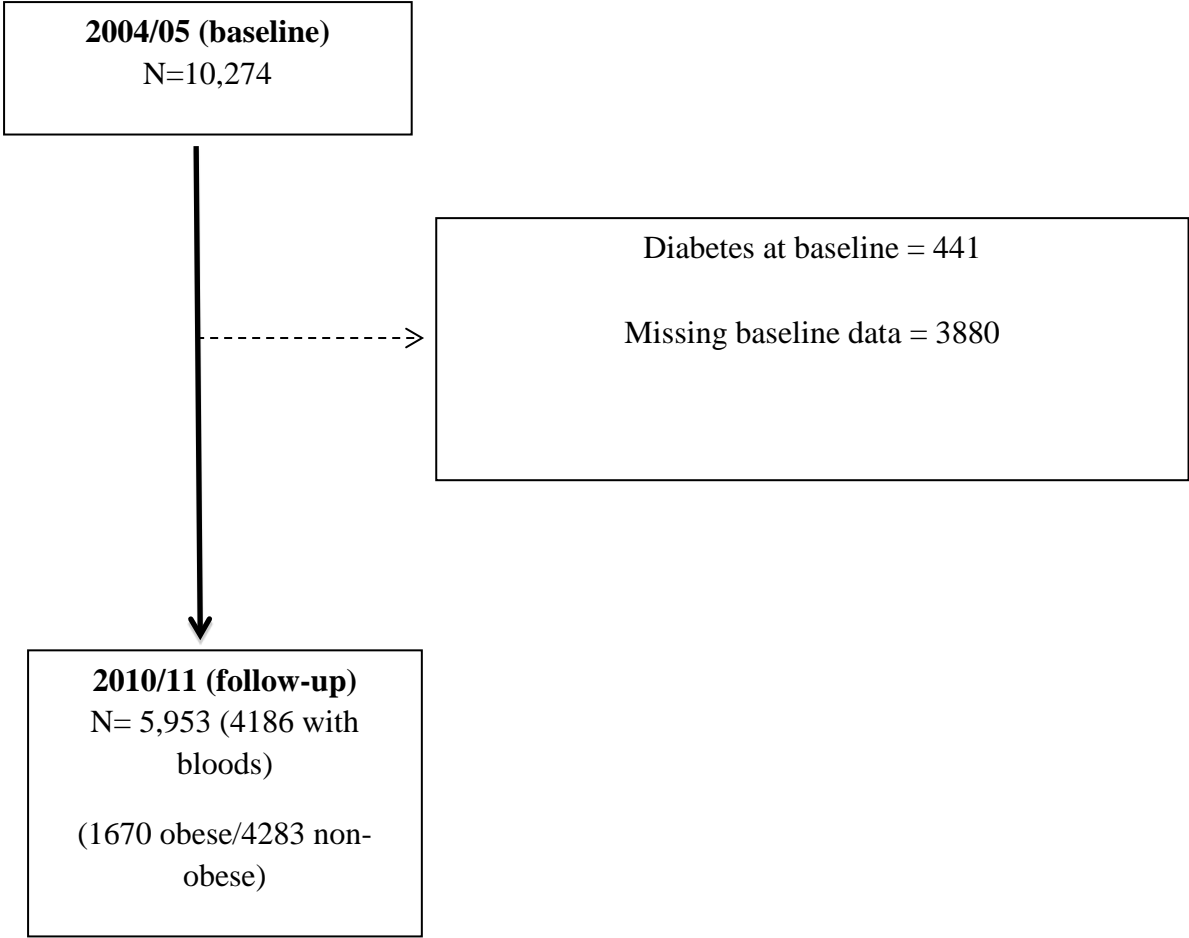 2004/05 (baseline)
N=10,274
Diabetes at baseline = 441
Missing baseline data = 3880
2010/11 (follow-up)
N= 5,953 (4186 with
bloods)
(1670 obese/4283 non-
obese)